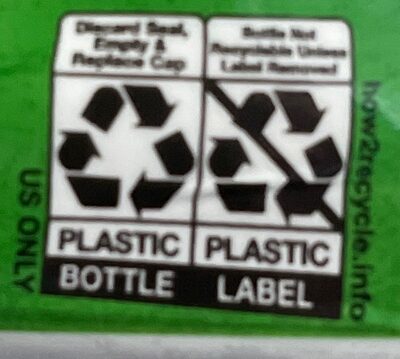 Discard Seal,
Empty &
Replace Cap
Bottle Not
Recyclable Unless
Label Removed
PLASTIC
BOTTLE
PLASTIC
LABEL
US ONLY
how2recycle.info